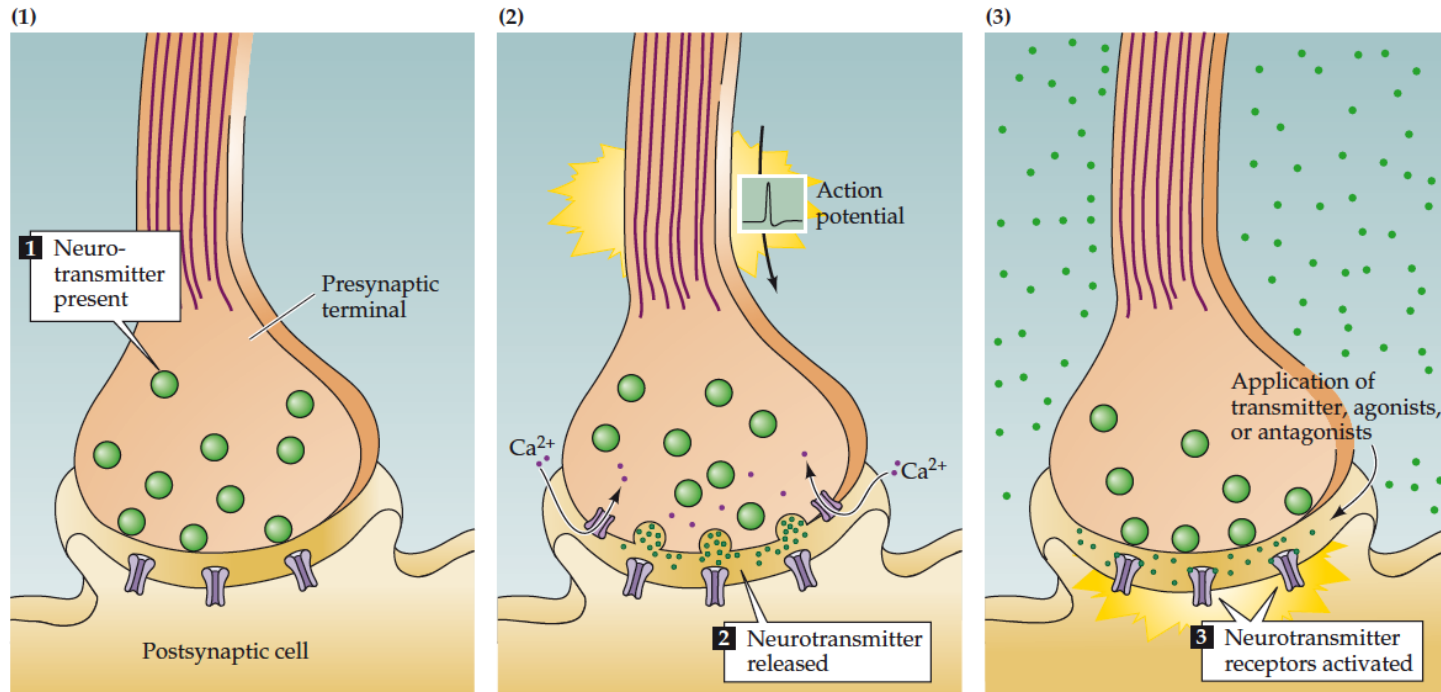 (1)
1 Neuro-
transmitter
present
Presynaptic
terminal
Postsynaptic cell
(2)
Action
potential
Ca2+
Ca2+
2 Neurotransmitter
released
(3)
Application of
transmitter, agonists,
or antagonists
3 Neurotransmitter
receptors activated